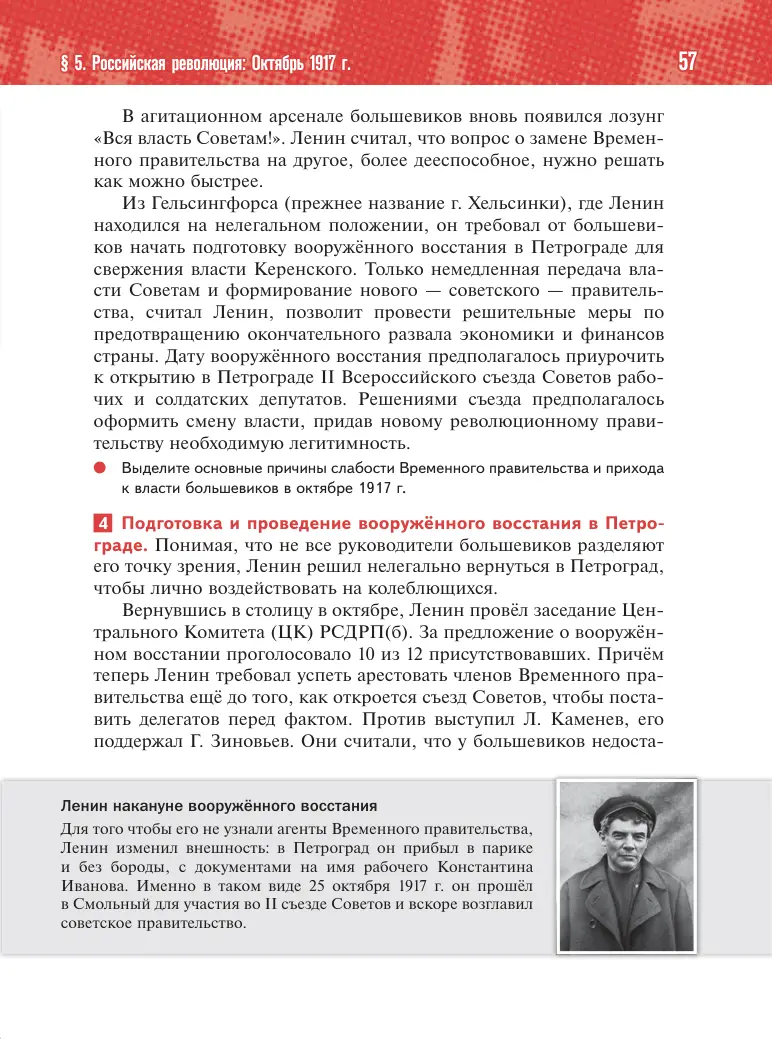 § 5. Российская революция: Октябрь 1917 г.
57
В агитационном арсенале большевиков вновь появился лозунг
«Вся власть Советам!». Ленин считал, что вопрос о замене Времен-
ного правительства на другое, более дееспособное, нужно решать
как можно быстрее.
Из Гельсингфорса (прежнее название г. Хельсинки), где Ленин
находился на нелегальном положении, он требовал от большеви-
ков начать подготовку вооружённого восстания в Петрограде для
свержения власти Керенского. Только немедленная передача вла-
сти Советам и формирование нового — советского — правитель-
ства, считал Ленин, позволит провести решительные меры по
предотвращению окончательного развала экономики и финансов
страны. Дату вооружённого восстания предполагалось приурочить
к открытию в Петрограде II Всероссийского съезда Советов рабо-
чих и солдатских депутатов. Решениями съезда предполагалось
оформить смену власти, придав новому революционному прави-
тельству необходимую легитимность.
Выделите основные причины слабости Временного правительства и прихода
к власти большевиков в октябре 1917 г.
4 Подготовка и проведение вооружённого восстания в Петро-
граде. Понимая, что не все руководители большевиков разделяют
его точку зрения, Ленин решил нелегально вернуться в Петроград,
чтобы лично воздействовать на колеблющихся.
Вернувшись в столицу в октябре, Ленин провёл заседание Цен-
трального Комитета (ЦК) РСДРП(б). За предложение о вооружён-
ном восстании проголосовало 10 из 12 присутствовавших. Причём
теперь Ленин требовал успеть арестовать членов Временного пра-
вительства ещё до того, как откроется съезд Советов, чтобы поста-
вить делегатов перед фактом. Против выступил Л. Каменев, его
поддержал Г. Зиновьев. Они считали, что у большевиков недоста-
Ленин накануне вооружённого восстания
Для того чтобы его не узнали агенты Временного правительства,
Ленин изменил внешность: в Петроград он прибыл в парике
и без бороды, с документами на имя рабочего Константина
Иванова. Именно в таком виде 25 октября 1917 г. он прошёл
в Смольный для участия во II съезде Советов и вскоре возглавил
советское правительство.